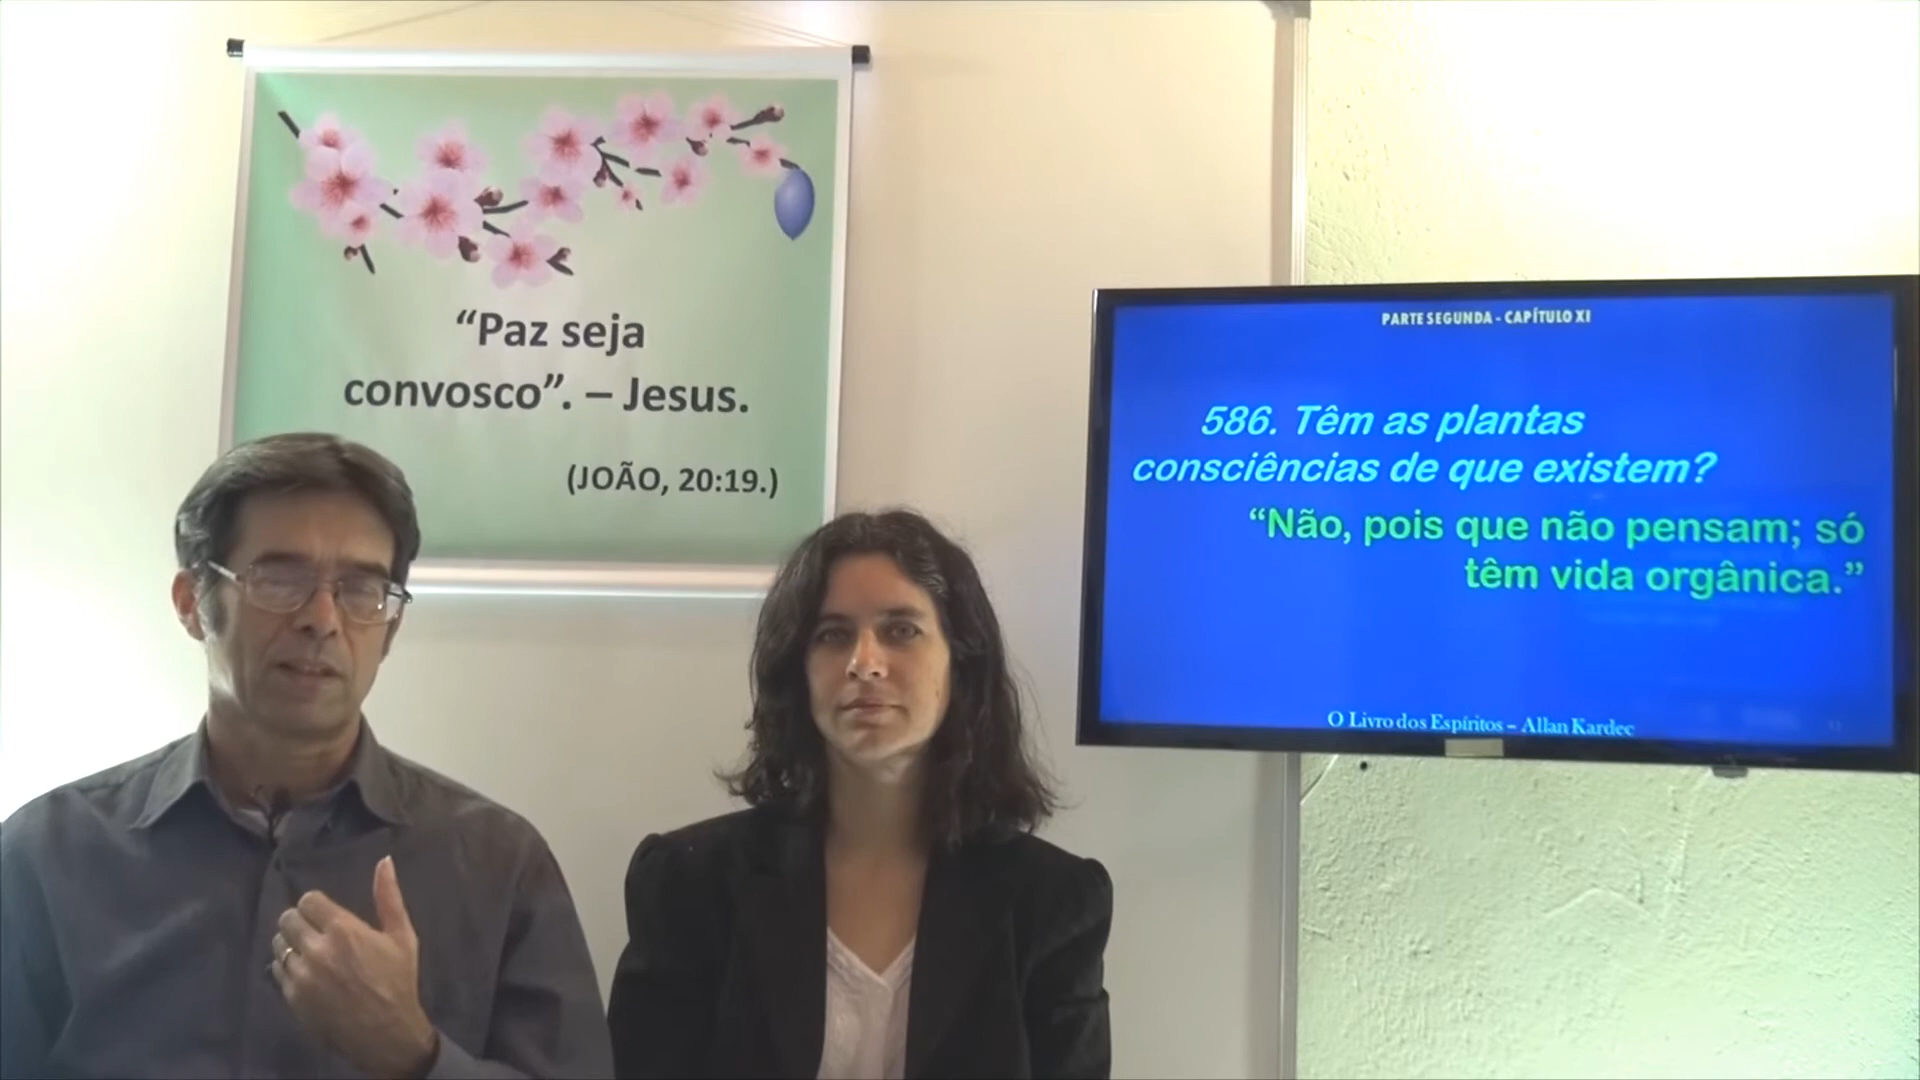 “Paz seja
convosco”. – Jesus.
(JOÃO, 20:19.)
PARTE SEGUNDA - CAPÍTULO XI
586. Têm as plantas
consciências de que existem?
“Não, pois que não pensam; só
têm vida orgânica.”
O Livro dos Espíritos – Allan Kardec